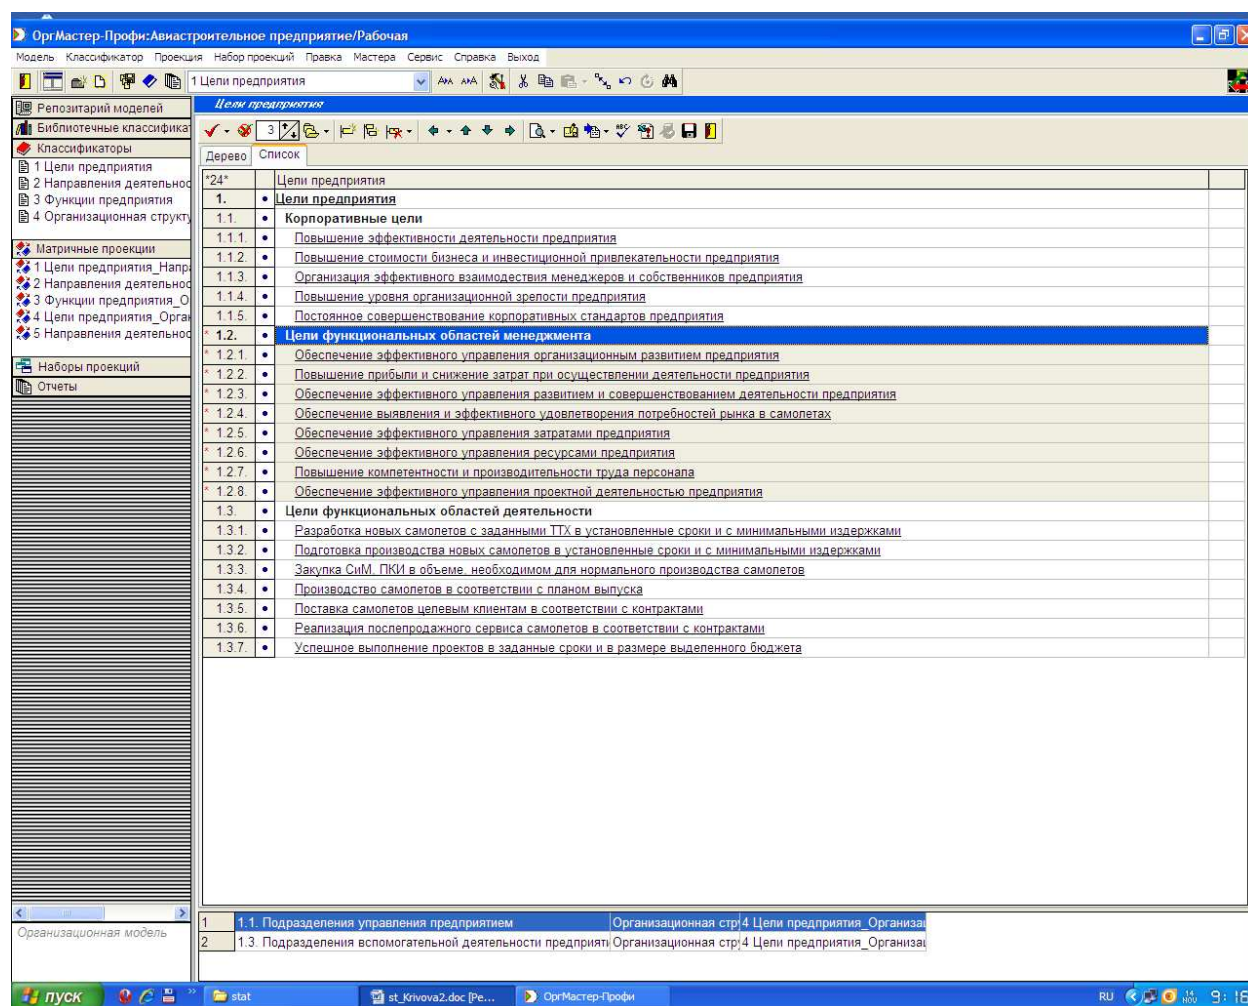 ОргМастер-Профи:Авиастроительное предприятие/Рабочая
Модель Классификатор Проекция Набор проекций Правка Мастера Сервис Справка Выход
1 Цели предприятия
Репозитарий моделей
Библиотечные классифика
Классификаторы
1 Цели предприятия
2 Направления деятельнос
3 Функции предприятия
4 Организационная структу
Матричные проекции
1 Цели предприятия_Напра
2 Направления деятельнос
3 Функции предприятия_О
4 Цели предприятия_Орган
5 Направления деятельнос
Наборы проекций
Отчеты
Организационная модель
Цели предприятия
3
Дерево Список
*24* Цели предприятия
1. • Цели предприятия
1.1. • Корпоративные цели
1.1.1. • Повышение эффективности деятельности предприятия
1.1.2. • Повышение стоимости бизнеса и инвестиционной привлекательности предприятия
1.1.3. • Организация эффективного взаимодествия менеджеров и собственников предприятия
1.1.4. • Повышение уровня организационной зрелости предприятия
1.1.5. • Постоянное совершенствование корпоративных стандартов предприятия
* 1.2. • Цели функциональных областей менеджмента
* 1.2.1. • Обеспечение эффективного управления организационным развитием предприятия
* 1.2.2. • Повышение прибыли и снижение затрат при осуществлении деятельности предприятия
* 1.2.3. • Обеспечение эффективного управления развитием и совершенствованием деятельности предприятия
* 1.2.4. • Обеспечение выявления и эффективного удовлетворения потребностей рынка в самолетах
* 1.2.5. • Обеспечение эффективного управления затратами предприятия
* 1.2.6. • Обеспечение эффективного управления ресурсами предприятия
* 1.2.7. • Повышение компетентности и производительности труда персонала
* 1.2.8. • Обеспечение эффективного управления проектной деятельностью предприятия
1.3. • Цели функциональных областей деятельности
1.3.1. • Разработка новых самолетов с заданными ТТХ в установленные сроки и с минимальными издержками
1.3.2. • Подготовка производства новых самолетов в установленные сроки и с минимальными издержками
1.3.3. • Закупка СиМ, ПКИ в объеме, необходимом для нормального производства самолетов
1.3.4. • Производство самолетов в соответствии с планом выпуска
1.3.5. • Поставка самолетов целевым клиентам в соответствии с контрактами
1.3.6. • Реализация послепродажного сервиса самолетов в соответствии с контрактами
1.3.7. • Успешное выполнение проектов в заданные сроки и в размере выделенного бюджета
1 1.1. Подразделения управления предприятием Организационная стр 4 Цели предприятия_Организа
2 1.3. Подразделения вспомогательной деятельности предприяти Организационная стр 4 Цели предприятия_Организа
пуск stat st_Krivova2.doc [Ре... ОргМастер-Профи RU